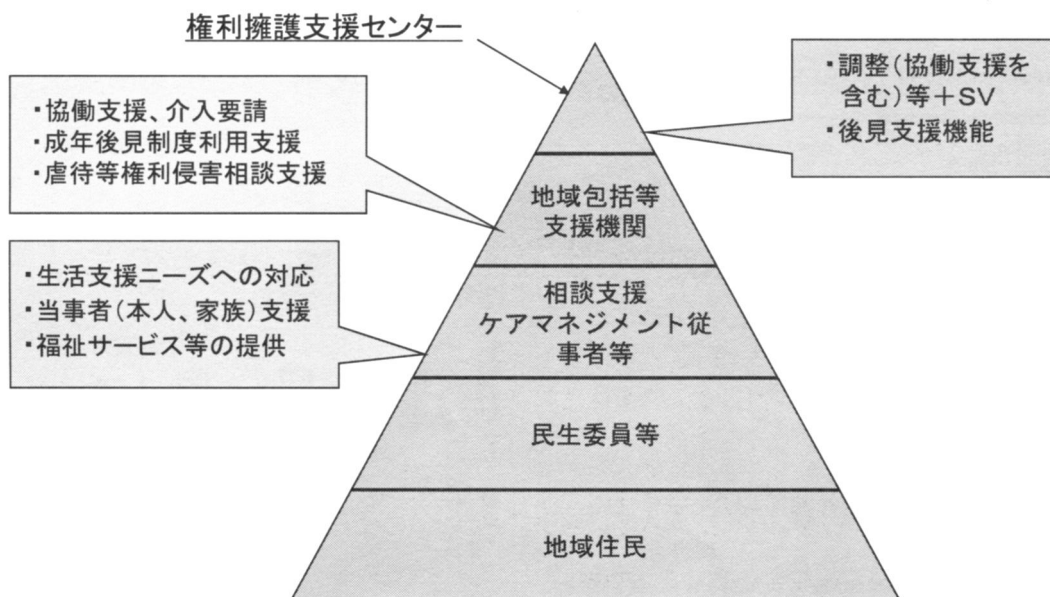 権利擁護支援センター
・調整(協働支援を
含む)等+SV
・後見支援機能
・協働支援、介入要請
・成年後見制度利用支援
・虐待等権利侵害相談支援
地域包括等
支援機関
・生活支援ニーズへの対応
・当事者(本人、家族)支援
・福祉サービス等の提供
相談支援
ケアマネジメント従
事者等
民生委員等
地域住民